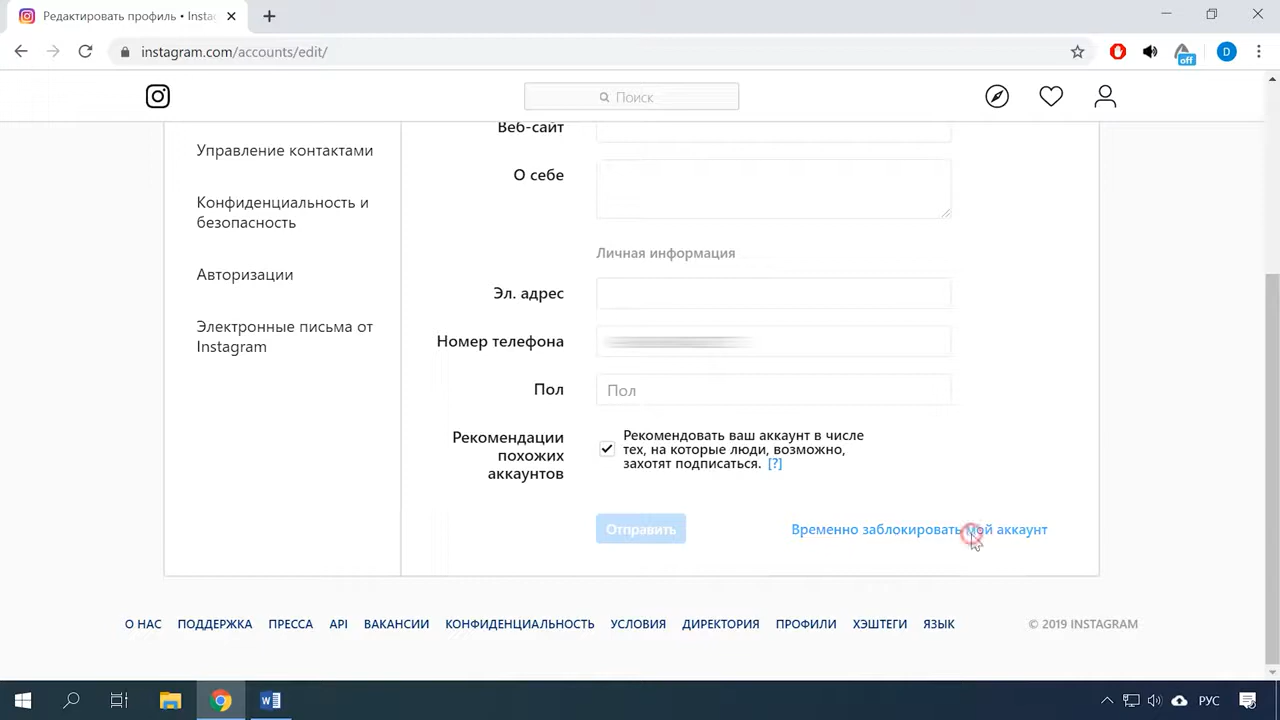 Редактировать профиль • Insta
instagram.com/accounts/edit/
off
D
Поиск
Веб-сайт
Управление контактами
О себе
Конфиденциальность и
безопасность
Личная информация
Авторизации
Эл. адрес
Электронные письма от
Instagram
Номер телефона
Пол
Пол
Рекомендации
похожих
аккаунтов
Рекомендовать ваш аккаунт в числе
тех, на которые люди, возможно,
захотят подписаться. [?]
Отправить
Временно заблокировать мой аккаунт
О НАС ПОДДЕРЖКА ПРЕССА API ВАКАНСИИ КОНФИДЕНЦИАЛЬНОСТЬ УСЛОВИЯ ДИРЕКТОРИЯ ПРОФИЛИ ХЭШТЕГИ ЯЗЫК © 2019 INSTAGRAM
РУС